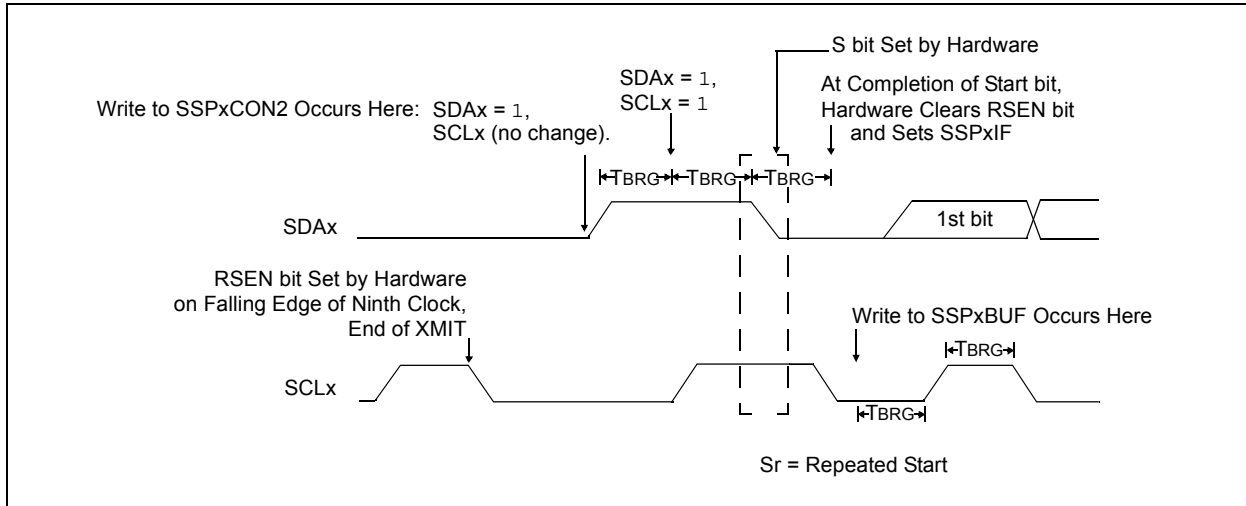 S bit Set by Hardware
SDAx = 1,
SCLx = 1
At Completion of Start bit,
Hardware Clears RSEN bit
and Sets SSPxIF
Write to SSPxCON2 Occurs Here: SDAx = 1,
SCLx (no change).
TBRG TBRG TBRG
SDAx
1st bit
RSEN bit Set by Hardware
on Falling Edge of Ninth Clock,
End of XMIT
Write to SSPxBUF Occurs Here
TBRG
SCLx
TBRG
Sr = Repeated Start